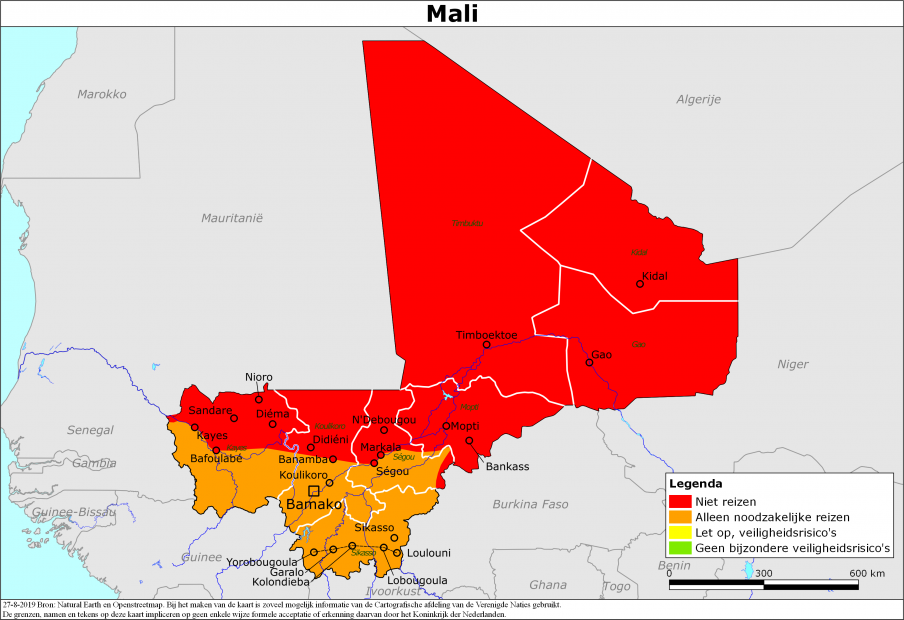 Mali
Marokko
Algerije
Mauritanië
Timboktu
Kidal
Kidal
Timboektoe
Gao
Gao
Niger
Nioro
Sandare
Diéma
Koulikoro
N'Debougou
Mopti
Mopti
Senegal
Kayes
Kayes
Didiéni
Markala
Bafoulabé
Banamba
Ségou
Bankass
Gambia
Koulikoro
Ségou
Bamako
Burkina Faso
Guinee-Bissau
Sikasso
Guinee
Sikasso
Loulouni
Yorobougoula
Garalo
Kolondieba
Lobougoula
Ivoorkust
Ghana
Togo
Benin
Legenda
Niet reizen
Alleen noodzakelijke reizen
Let op, veiligheidsrisico's
Geen bijzondere veiligheidsrisico's
0 300 600 km
27-8-2019 Bron: Natural Earth en Openstreetmap. Bij het maken van de kaart is zoveel mogelijk informatie van de Cartografische afdeling van de Verenigde Naties gebruikt.
De grenzen, namen en tekens op deze kaart impliceren op geen enkele wijze formele acceptatie of erkenning daarvan door het Koninkrijk der Nederlanden.